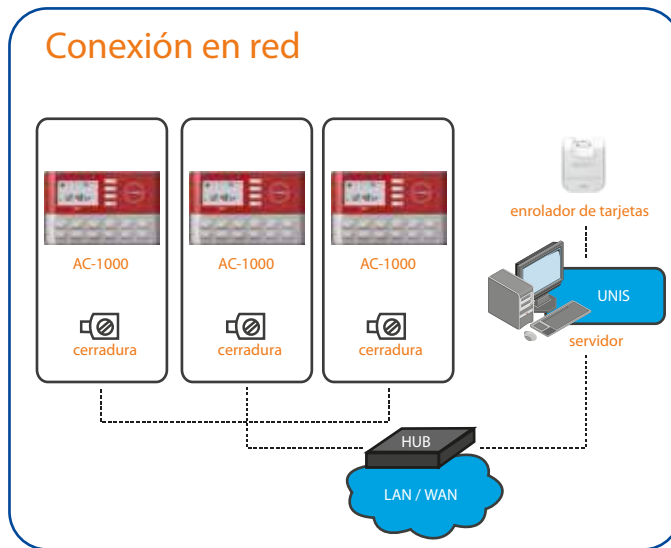 Conexión en red
AC-1000
AC-1000
AC-1000
cerradura
cerradura
cerradura
enrolador de tarjetas
UNIS
servidor
HUB
LAN / WAN